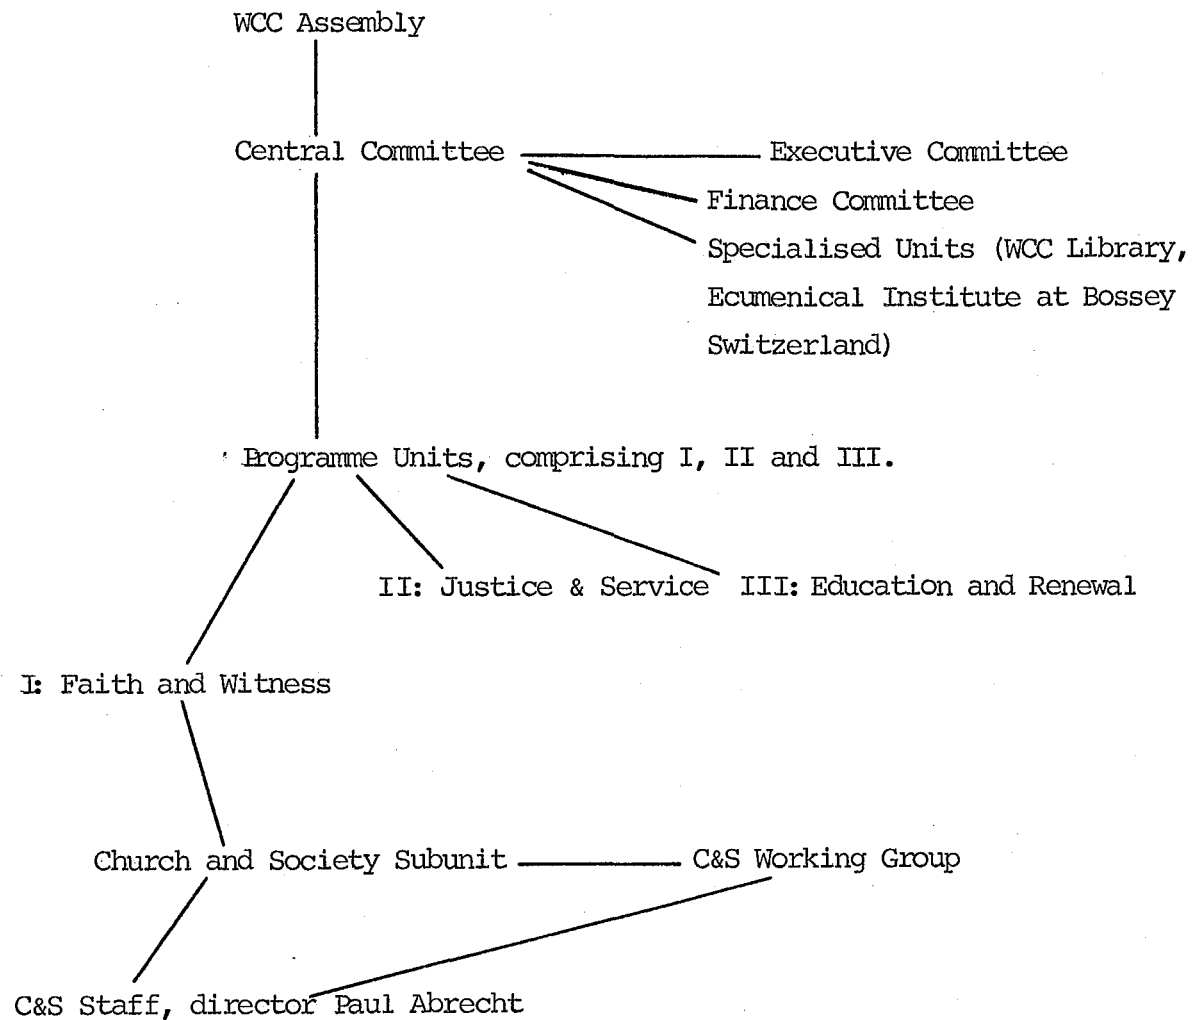 WCC Assembly
Central Committee
Executive Committee
Finance Committee
Specialised Units (WCC Library,
Ecumenical Institute at Bossey
Switzerland)
Programme Units, comprising I, II and III.
II: Justice & Service
III: Education and Renewal
I: Faith and Witness
Church and Society Subunit
C&S Working Group
C&S Staff, director Paul Abrecht